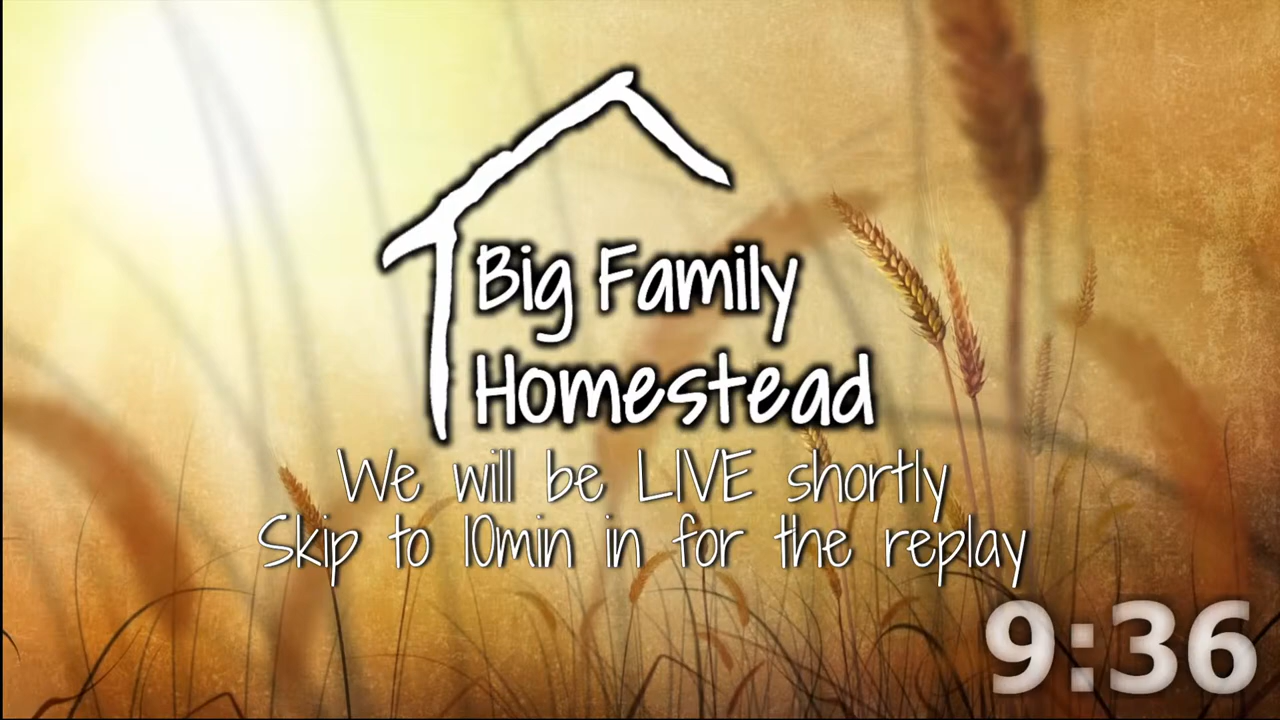 Big Family
Homestead
We will be LIVE shortly
Skip to 10min in for the replay
9:36